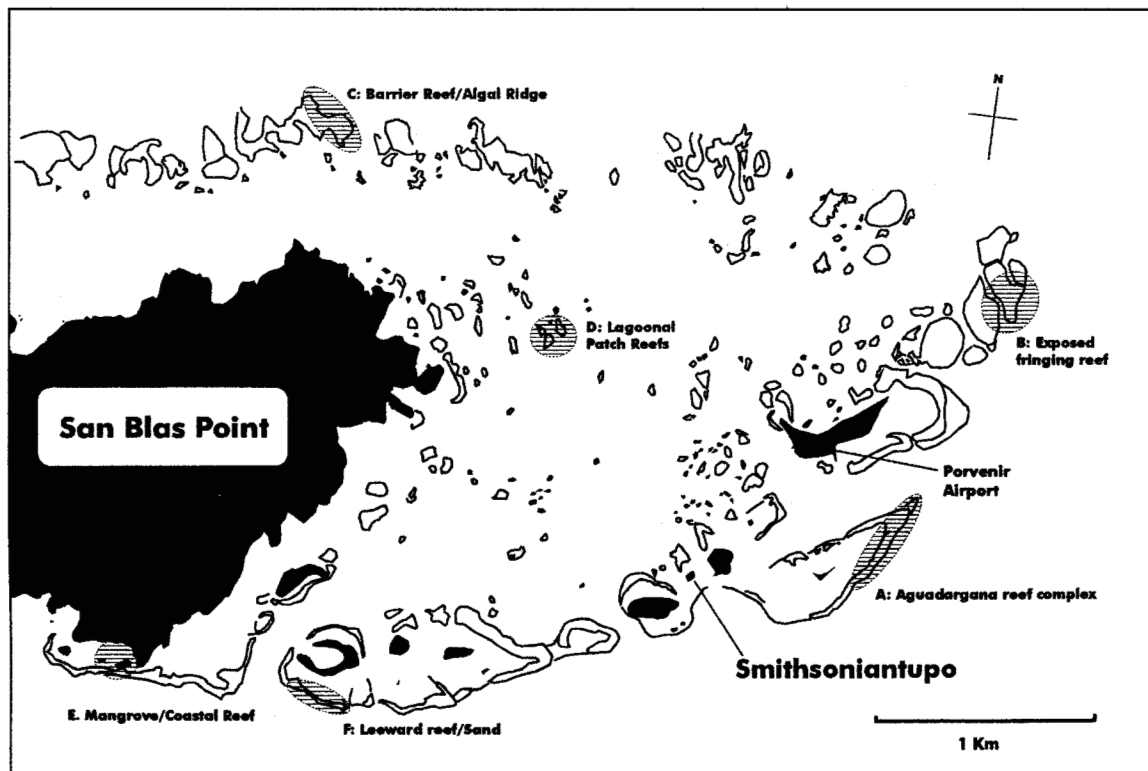 C: Barrier Reef/Algal Ridge
N
D: Lagoonal
Patch Reefs
B: Exposed
fringing reef
San Blas Point
Porvenir
Airport
A: Aguadargana reef complex
Smithsoniantupo
E. Mangrove/Coastal Reef
F: Leeward reef/Sand
1 Km